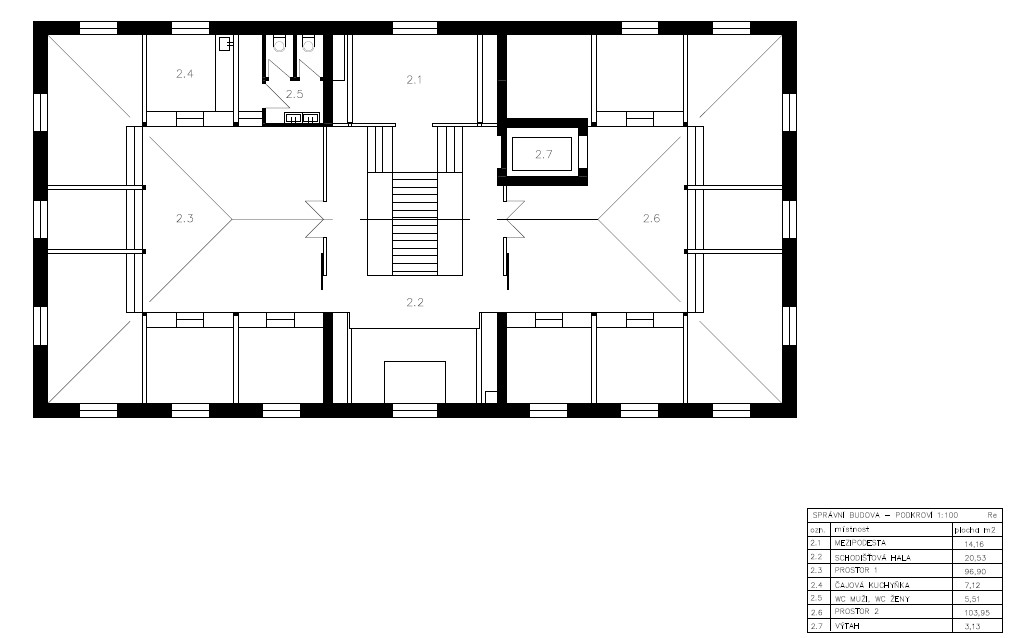 2.4
2.5
2.1
2.7
2.3
2.6
2.2
SPRÁVNÍ BUDOVA – PODKROVÍ 1:100 Re
ozn. místnost plocha m2
2.1 MEZIPODESTA 14,16
2.2 SCHODIŠŤOVÁ HALA 20,53
2.3 PROSTOR 1 96,90
2.4 ČAJOVÁ KUCHYŇKA 7,12
2.5 WC MUŽI, WC ŽENY 5,51
2.6 PROSTOR 2 103,95
2.7 VÝTAH 3,13